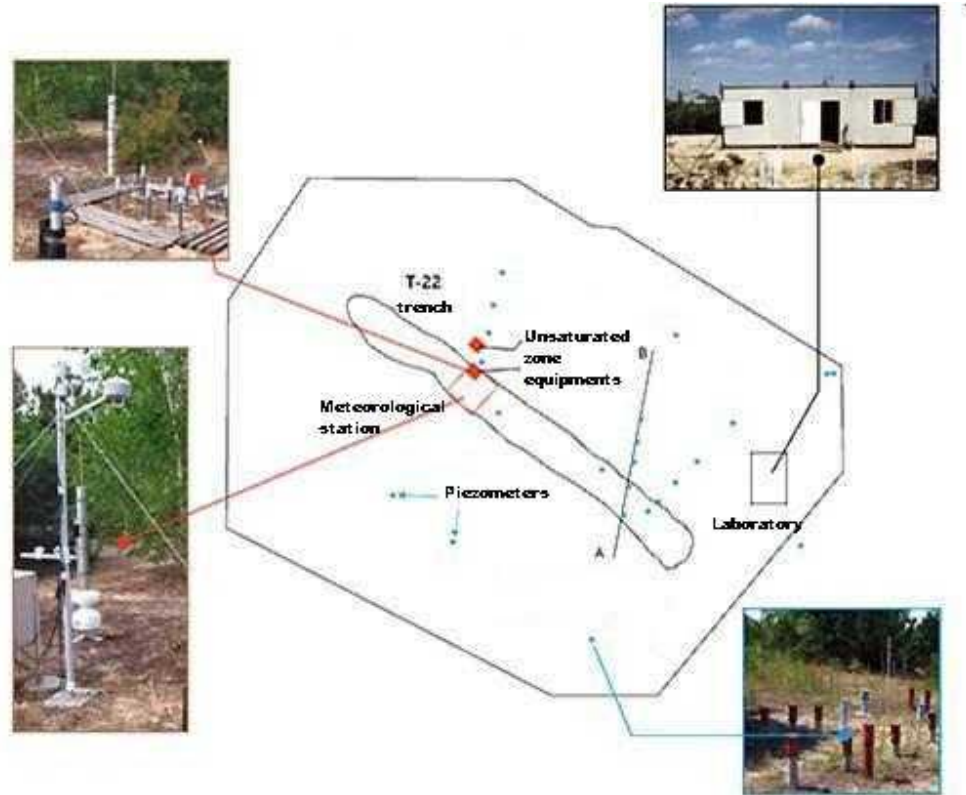 T-22
trench
Unsaturated
zone
equipments
B
Meteorological
station
Piezometers
A
Laboratory